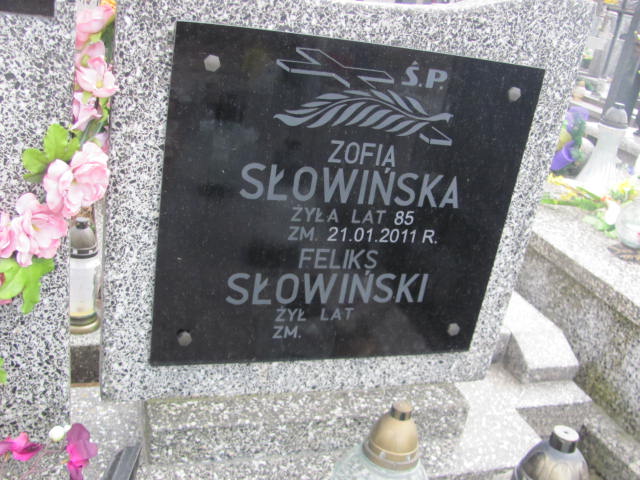 Ś.P.
ZOFIA
SŁOWIŃSKA
ŻYŁA LAT 85
ZM. 21.01.2011 R.
FELIKS
SŁOWIŃSKI
ŻYŁ LAT
ZM.